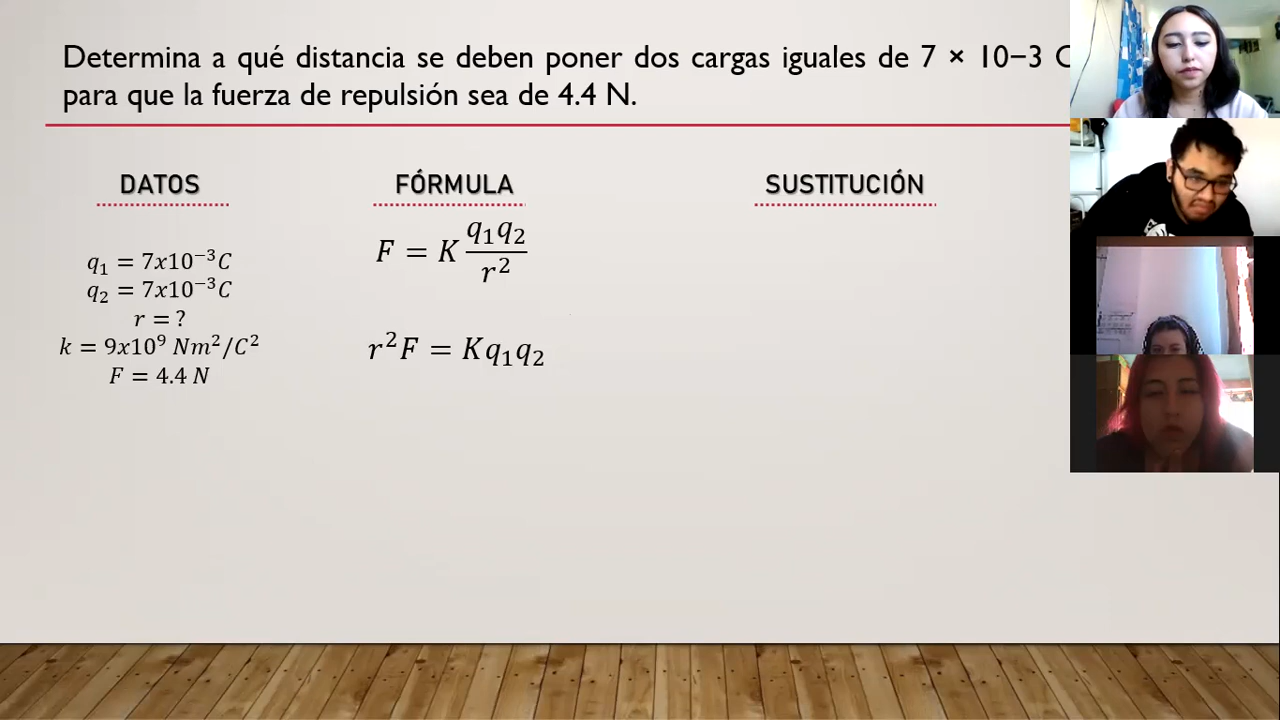 Determina a qué distancia se deben poner dos cargas iguales de 7 × 10−3 C
para que la fuerza de repulsión sea de 4.4 N.
DATOS
q₁ = 7x10⁻³C
q₂ = 7x10⁻³C
r = ?
k = 9x10⁹ Nm²/C²
F = 4.4 N
FÓRMULA
F = K q₁q₂/r²
r²F = Kq₁q₂
SUSTITUCIÓN